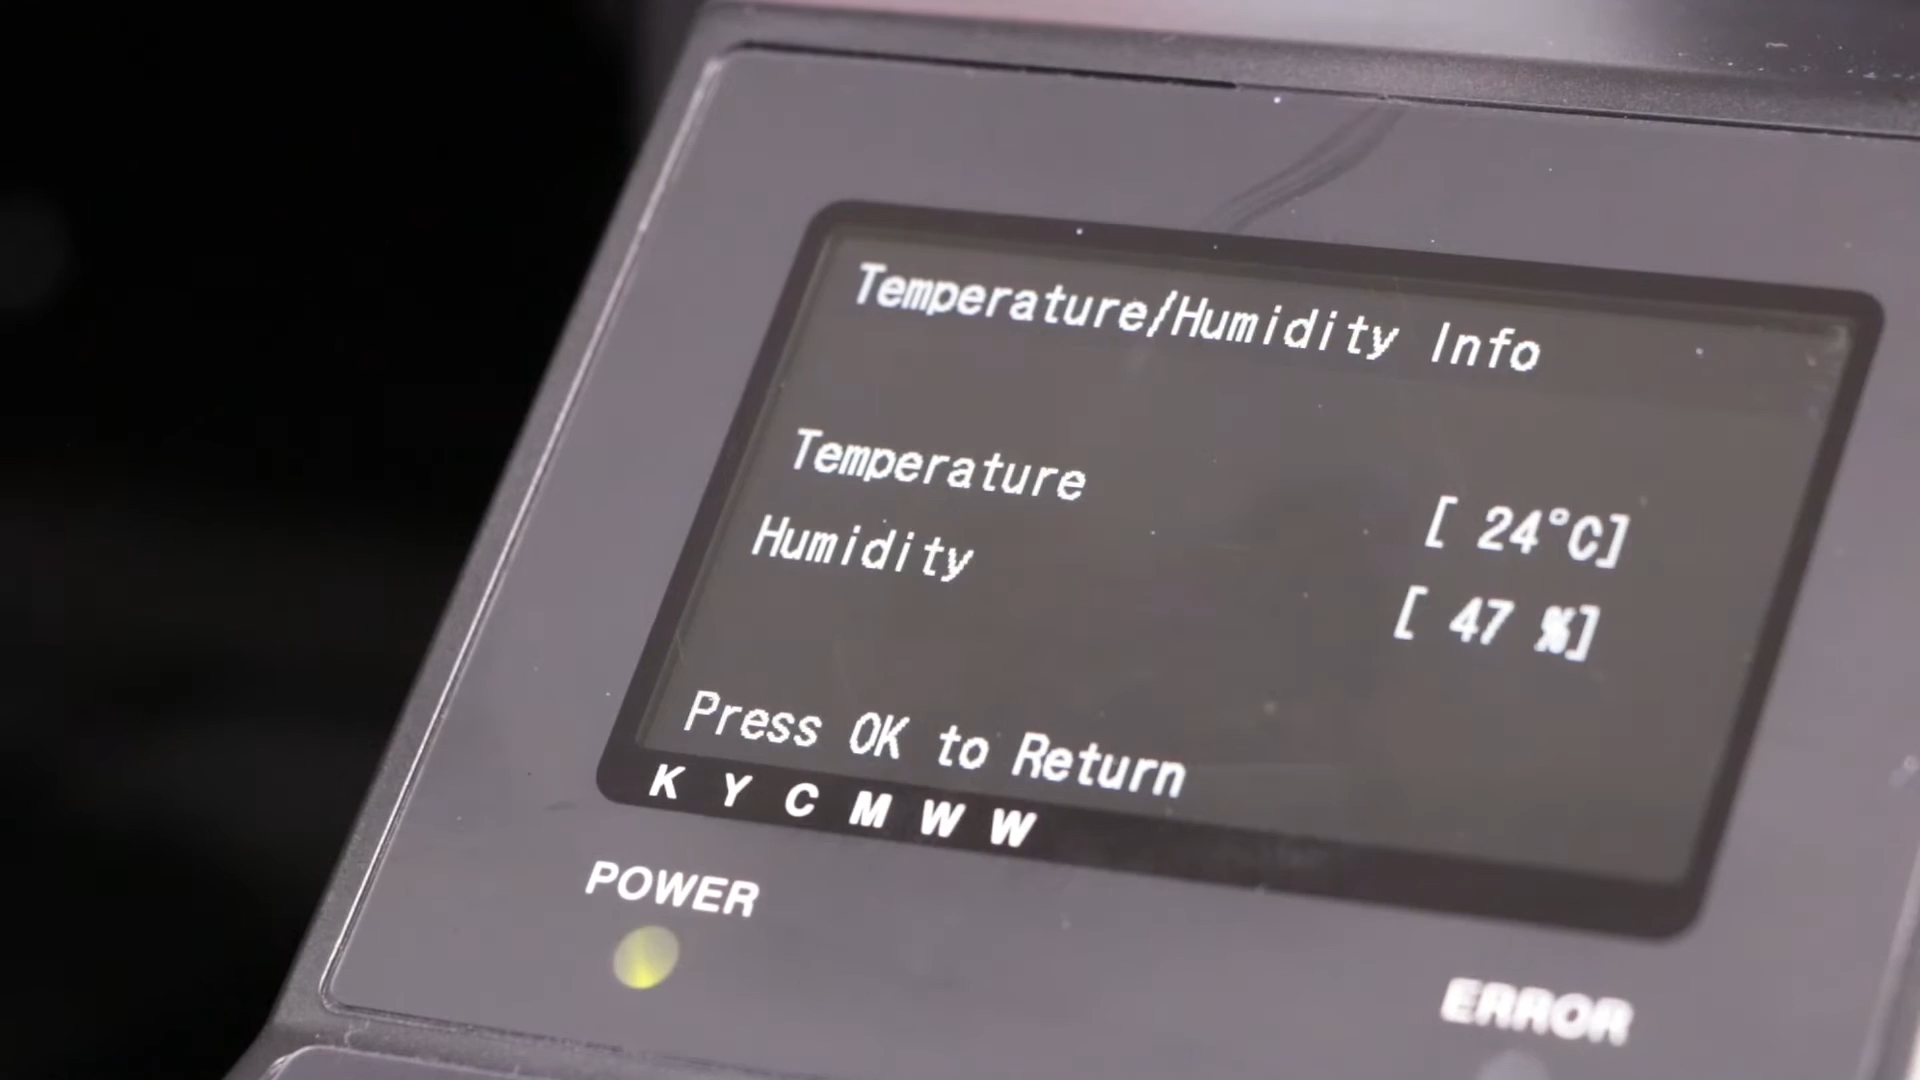 Temperature/Humidity Info
Temperature [ 24°C]
Humidity [ 47 %]
Press OK to Return
K Y C M W W
POWER
ERROR